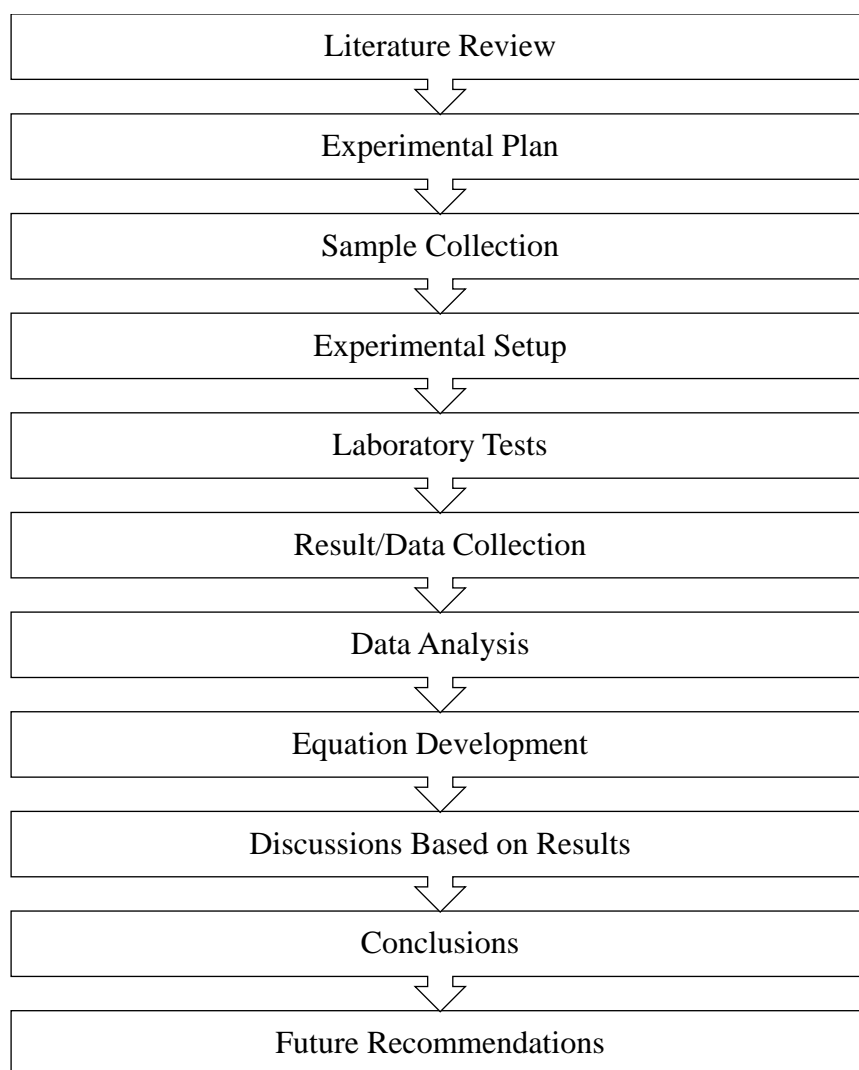 Literature Review
Experimental Plan
Sample Collection
Experimental Setup
Laboratory Tests
Result/Data Collection
Data Analysis
Equation Development
Discussions Based on Results
Conclusions
Future Recommendations